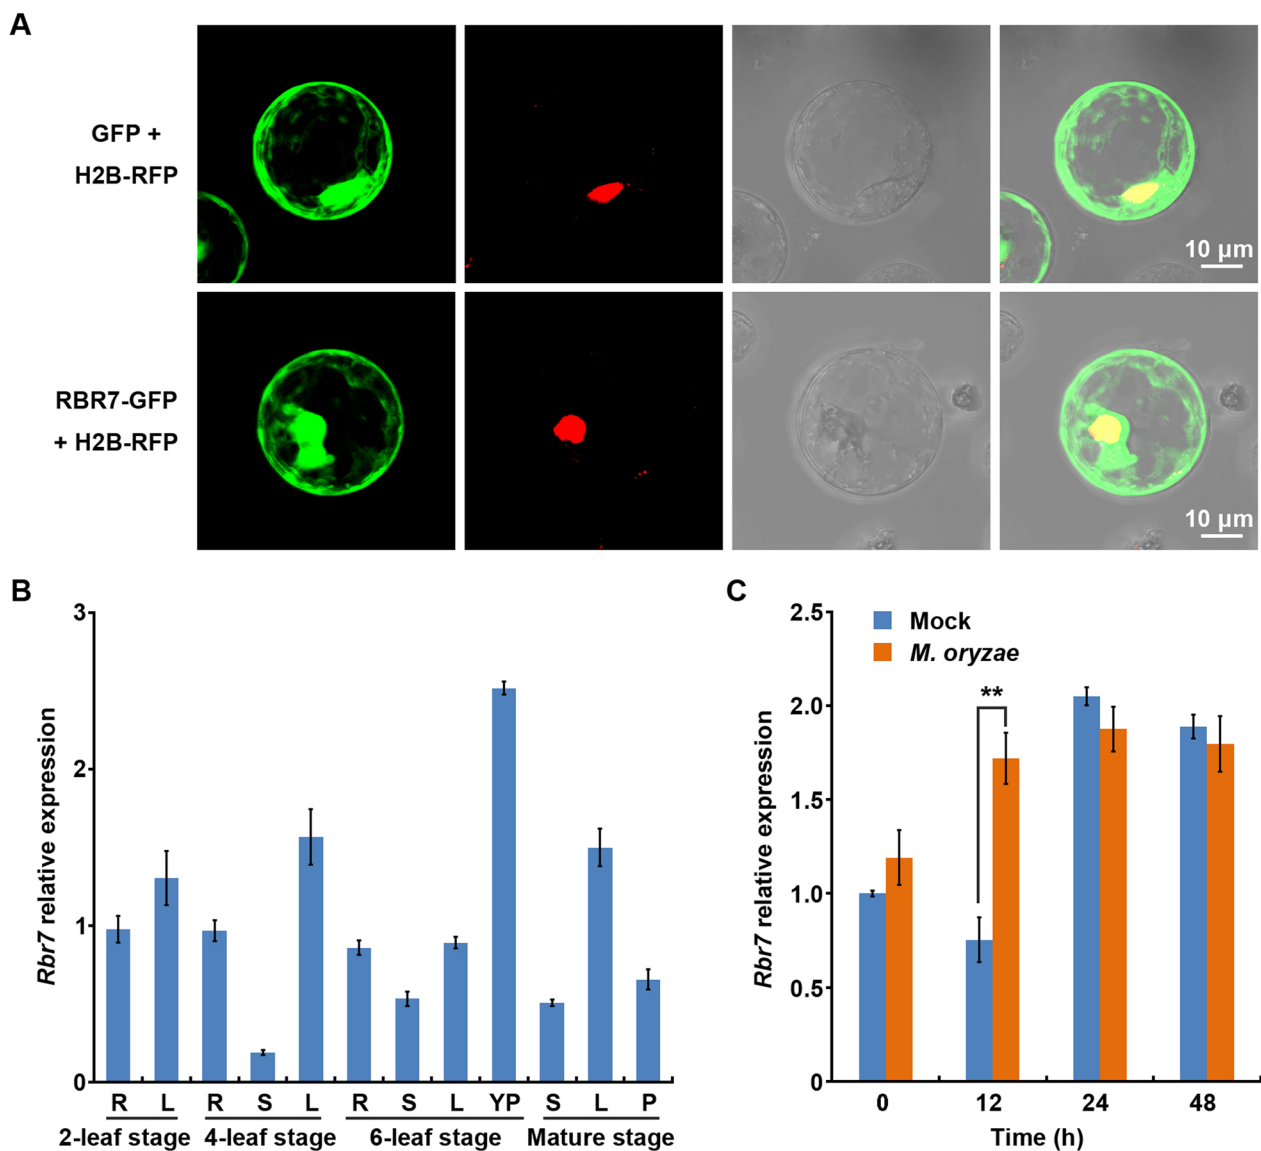 A
GFP +
H2B-RFP
10 µm
RBR7-GFP
+ H2B-RFP
10 µm
B
Rbr7 relative expression
3
2
1
0
R L R S L R S L YP S L P
2-leaf stage 4-leaf stage 6-leaf stage Mature stage
C
Rbr7 relative expression
2.5
2.0
1.5
1.0
0.5
0
Mock
M. oryzae
**
0 12 24 48
Time (h)